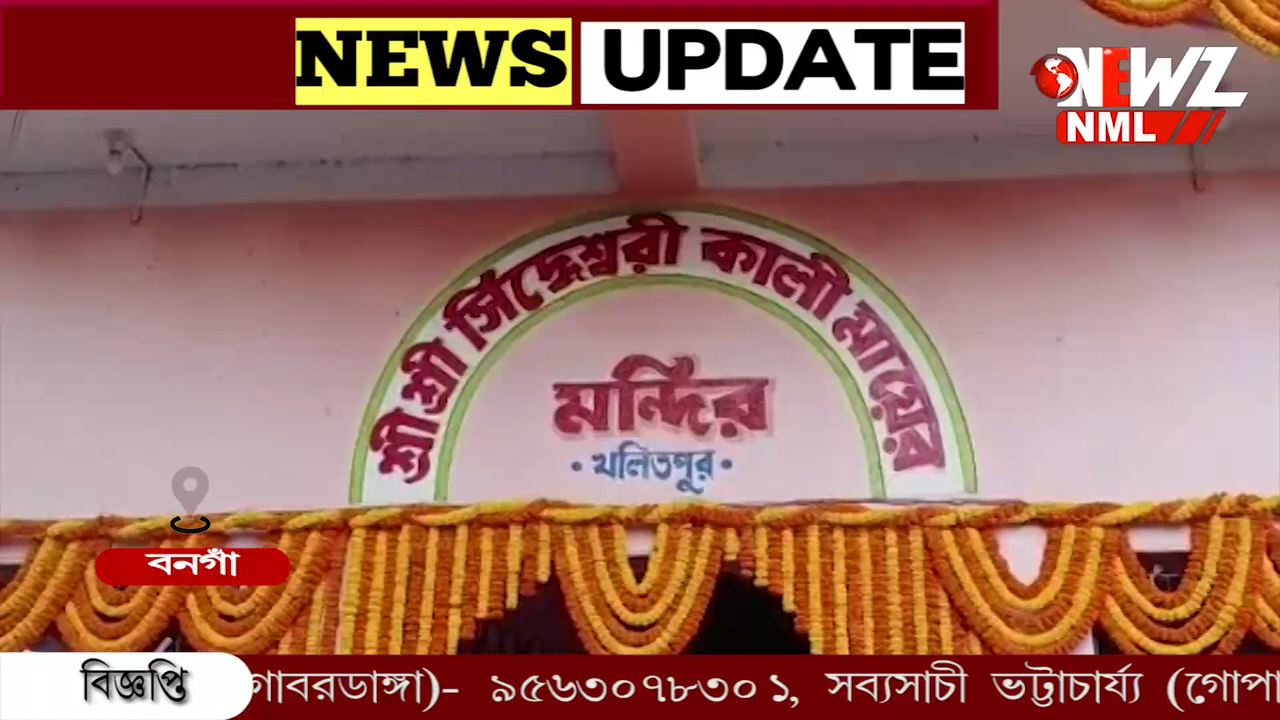 NEWS UPDATE
NEWZ
NML
শ্রী শ্রী সিদ্ধেশ্বরী কালী মায়ের
মন্দির
• খলিতপুর •
বনগাঁ
বিজ্ঞপ্তি
গোবরডাঙ্গা)- ৯৫৬৩০৭৮৩০১, সব্যসাচী ভট্টাচার্য্য (গোপা